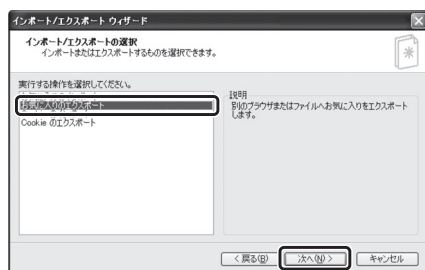 インポート/エクスポート ウィザード
インポート/エクスポートの選択
インポートまたはエクスポートするものを選択できます。
実行する操作を選択してください。
お気に入りのエクスポート
Cookie のエクスポート
説明
別のブラウザまたはファイルへお気に入りをエクスポート
します。
< 戻る(B)
次へ(N) >
キャンセル